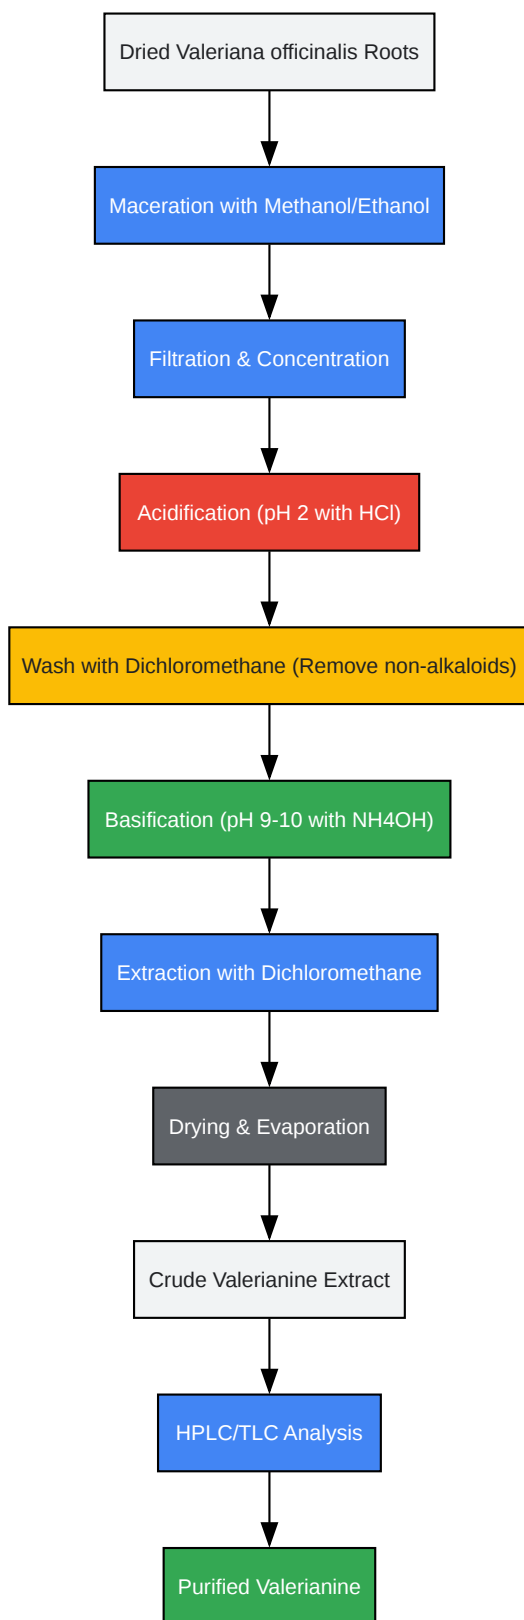 Dried Valeriana officinalis Roots
Maceration with Methanol/Ethanol
Filtration & Concentration
Acidification (pH 2 with HCl)
Wash with Dichloromethane (Remove non-alkaloids)
Basification (pH 9-10 with NH4OH)
Extraction with Dichloromethane
Drying & Evaporation
Crude Valerianine Extract
HPLC/TLC Analysis
Purified Valerianine